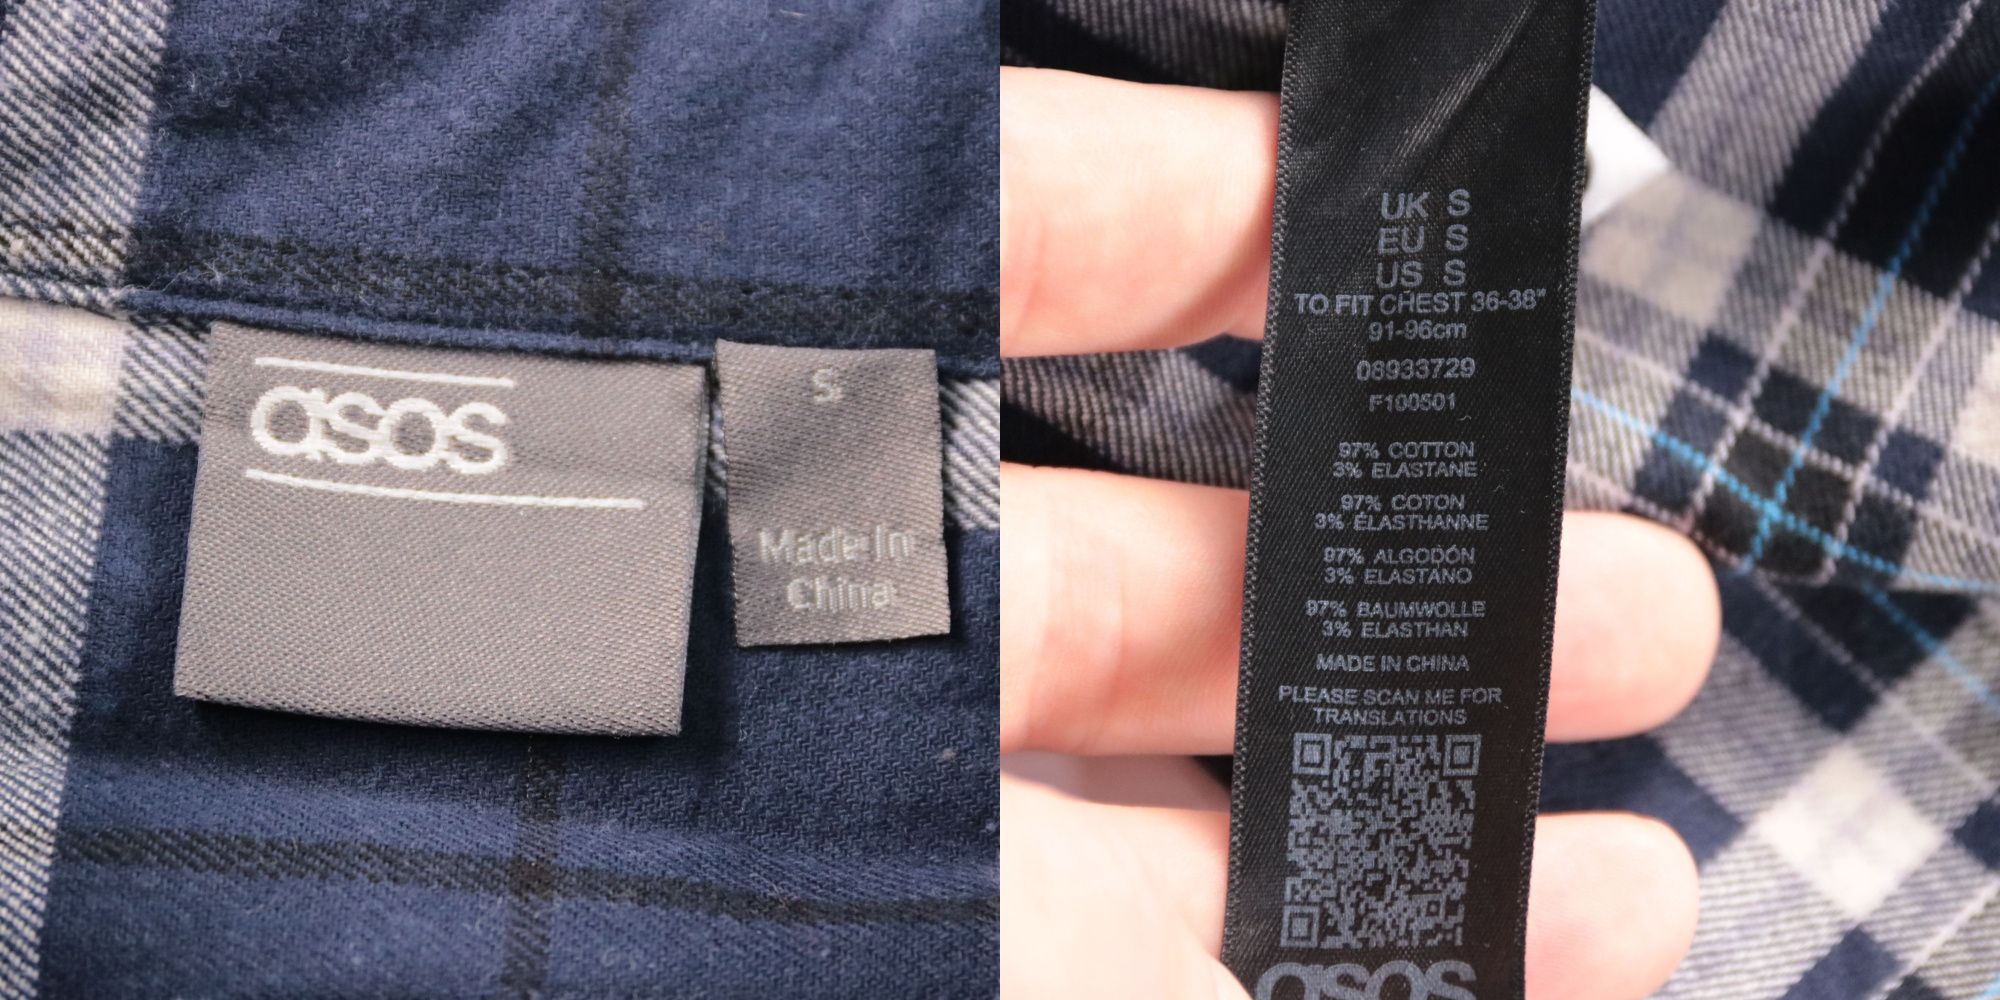 asos
S
Made In
China
UK S
EU S
US S
TO FIT CHEST 36-38"
91-96cm
08933729
F100501
97% COTTON
3% ELASTANE
97% COTON
3% ÉLASTHANNE
97% ALGODÓN
3% ELASTANO
97% BAUMWOLLE
3% ELASTHAN
MADE IN CHINA
PLEASE SCAN ME FOR
TRANSLATIONS
asos